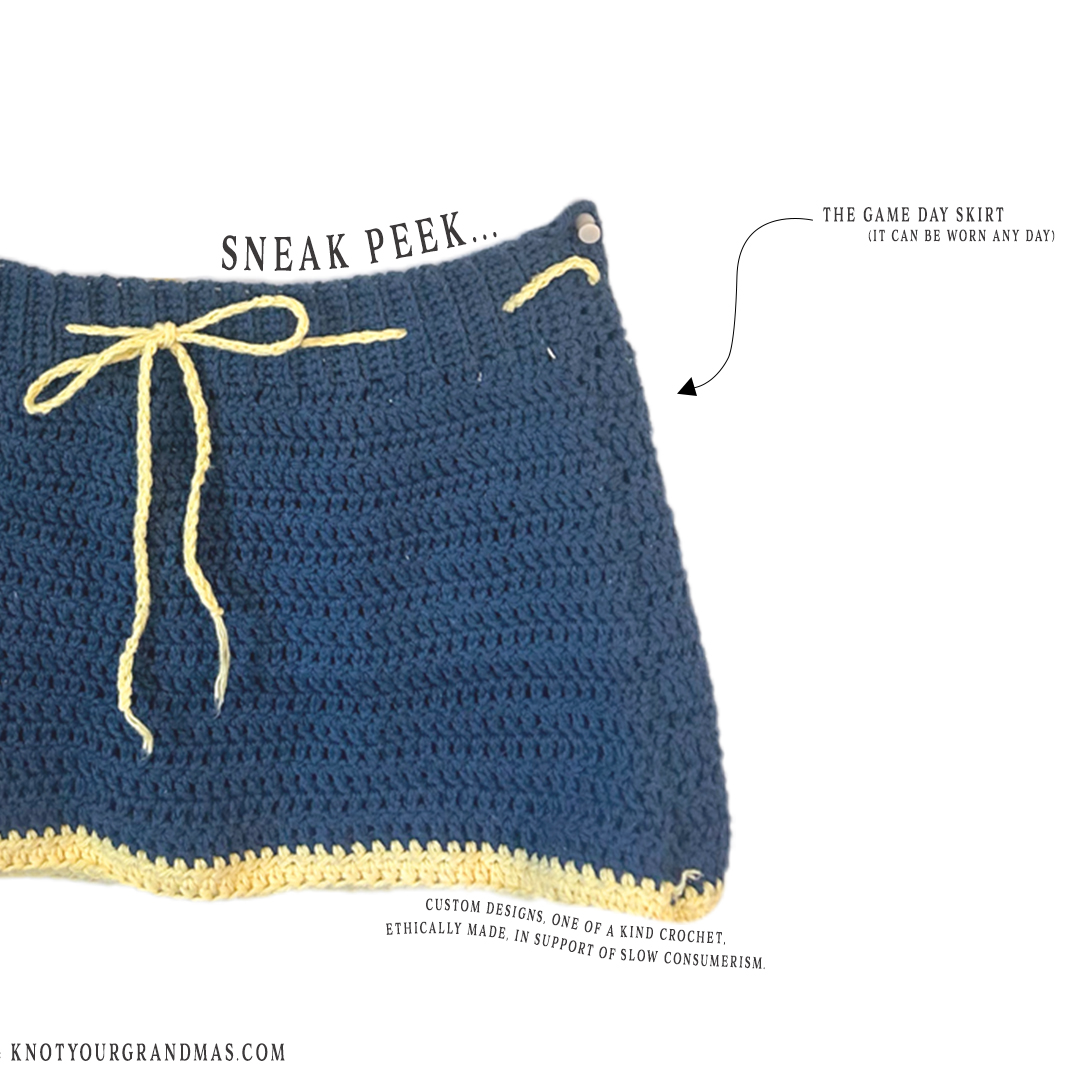 SNEAK PEEK...
THE GAME DAY SKIRT
(IT CAN BE WORN ANY DAY)
CUSTOM DESIGNS, ONE OF A KIND CROCHET,
ETHICALLY MADE, IN SUPPORT OF SLOW CONSUMERISM.
KNOTYOURGRANDMAS.COM